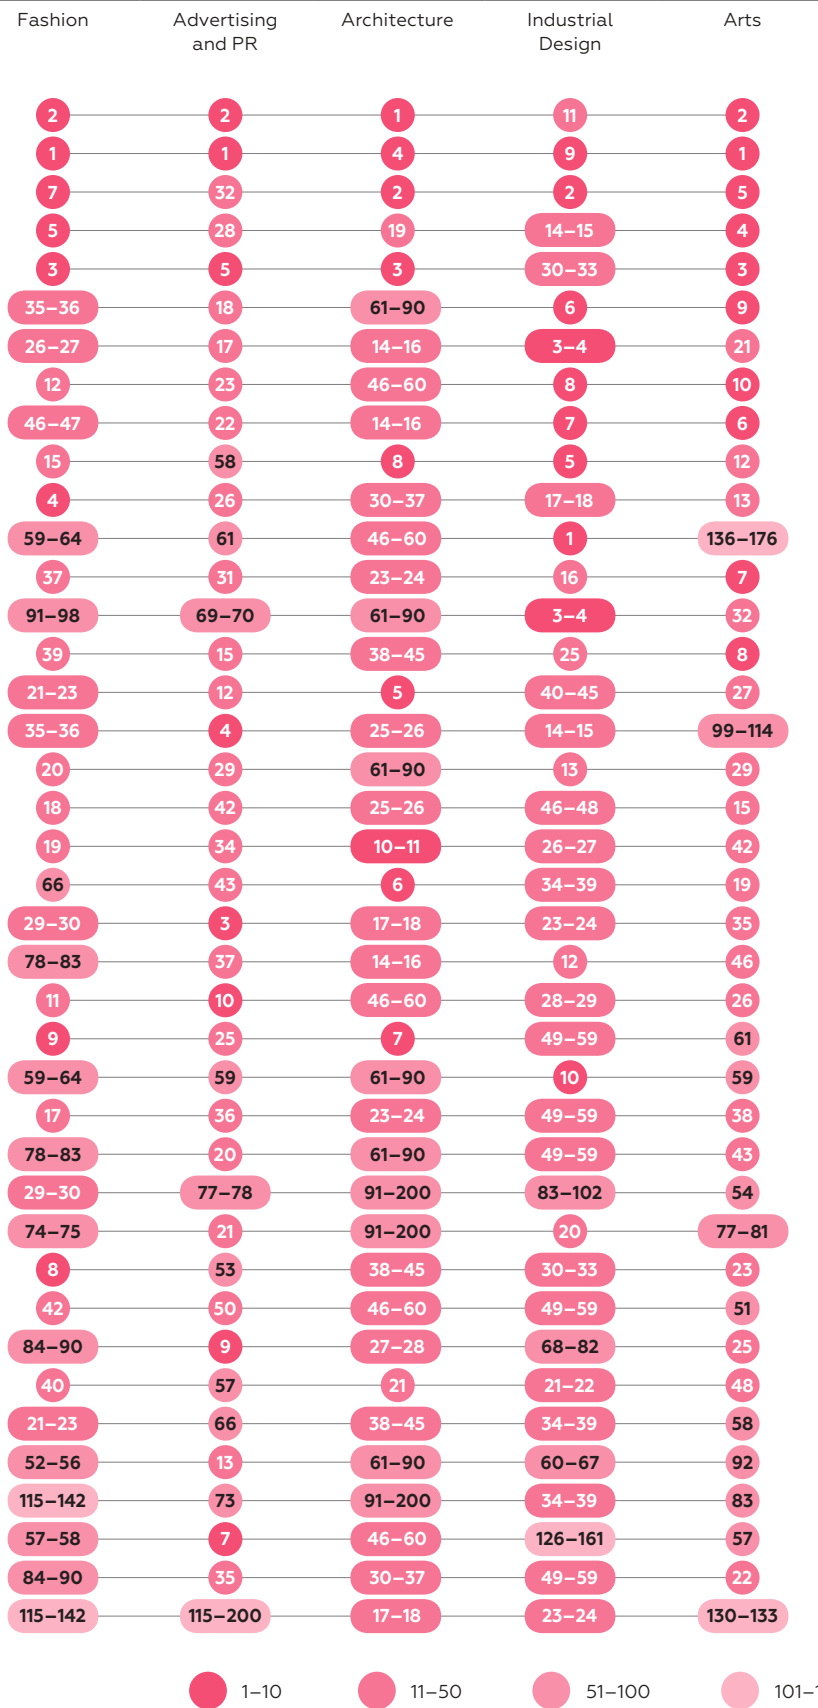 Fashion Advertising and PR Architecture Industrial Design Arts
2 2 1 11 2
1 1 4 9 1
7 32 2 2 5
5 28 19 14–15 4
3 5 3 30–33 3
35–36 18 61–90 6 9
26–27 17 14–16 3–4 21
12 23 46–60 8 10
46–47 22 14–16 7 6
15 58 8 5 12
4 26 30–37 17–18 13
59–64 61 46–60 1 136–176
37 31 23–24 16 7
91–98 69–70 61–90 3–4 32
39 15 38–45 25 8
21–23 12 5 40–45 27
35–36 4 25–26 14–15 99–114
20 29 61–90 13 29
18 42 25–26 46–48 15
19 34 10–11 26–27 42
66 43 6 34–39 19
29–30 3 17–18 23–24 35
78–83 37 14–16 12 46
11 10 46–60 28–29 26
9 25 7 49–59 61
59–64 59 61–90 10 59
17 36 23–24 49–59 38
78–83 20 61–90 49–59 43
29–30 77–78 91–200 83–102 54
74–75 21 91–200 20 77–81
8 53 38–45 30–33 23
42 50 46–60 49–59 51
84–90 9 27–28 68–82 25
40 57 21 21–22 48
21–23 66 38–45 34–39 58
52–56 13 61–90 60–67 92
115–142 73 91–200 34–39 83
57–58 7 46–60 126–161 57
84–90 35 30–37 49–59 22
115–142 115–200 17–18 23–24 130–133
1–10 11–50 51–100